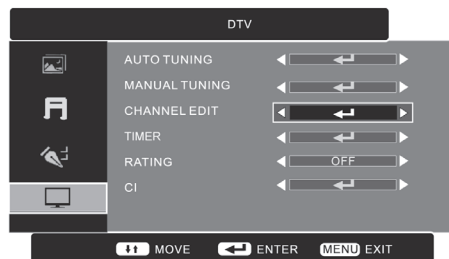 DTV
AUTO TUNING
MANUAL TUNING
CHANNEL EDIT
TIMER
RATING OFF
CI
MOVE ENTER MENU EXIT